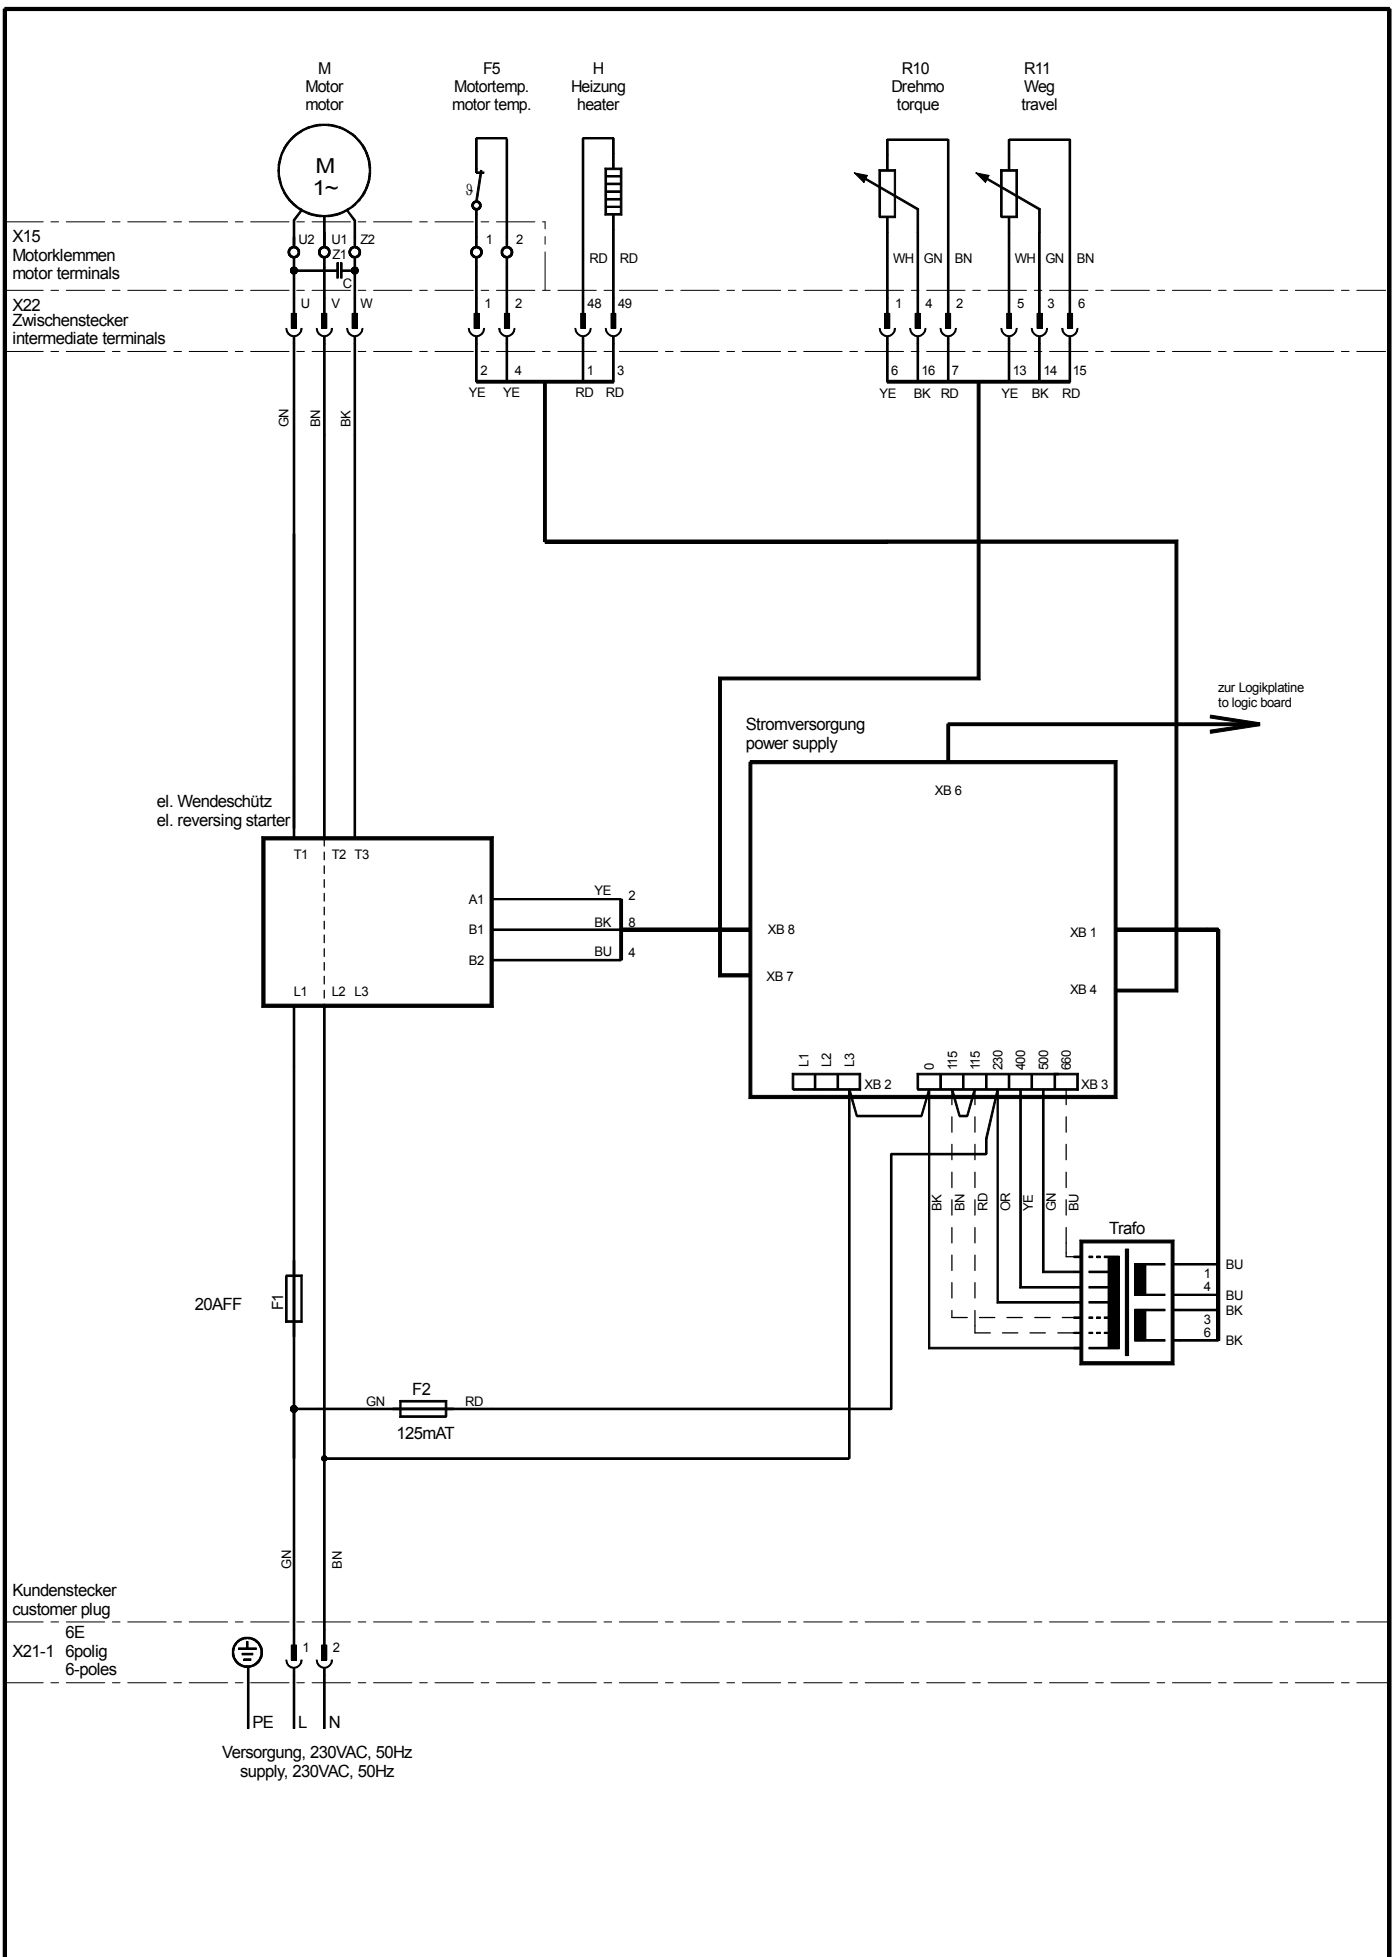 M
Motor
motor
F5
Motortemp.
motor temp.
H
Heizung
heater
R10
Drehmo
torque
R11
Weg
travel
M
1~
ϑ
X15
Motorklemmen
motor terminals
U2 U1 Z2
Z1
C
1 2
RD RD
WH GN BN
WH GN BN
X22
Zwischenstecker
intermediate terminals
U V W
1 2
48 49
1 4 2
5 3 6
2 4
1 3
6 16 7
13 14 15
YE YE
RD RD
YE BK RD
YE BK RD
GN BN BK
zur Logikplatine
to logic board
Stromversorgung
power supply
XB 6
el. Wendeschütz
el. reversing starter
T1 T2 T3
A1 YE 2
B1 BK 8
B2 BU 4
L1 L2 L3
XB 8
XB 7
XB 1
XB 4
L1 L2 L3
XB 2
0 115 115 230 400 500 660
XB 3
BK BN RD OR YE GN BU
Trafo
BU
1
4
BU
BK
3
6
BK
20AFF
F1
F2
GN RD
125mAT
GN BN
Kundenstecker
customer plug
6E
X21-1 6polig
6-poles
1 2
PE L N
Versorgung, 230VAC, 50Hz
supply, 230VAC, 50Hz